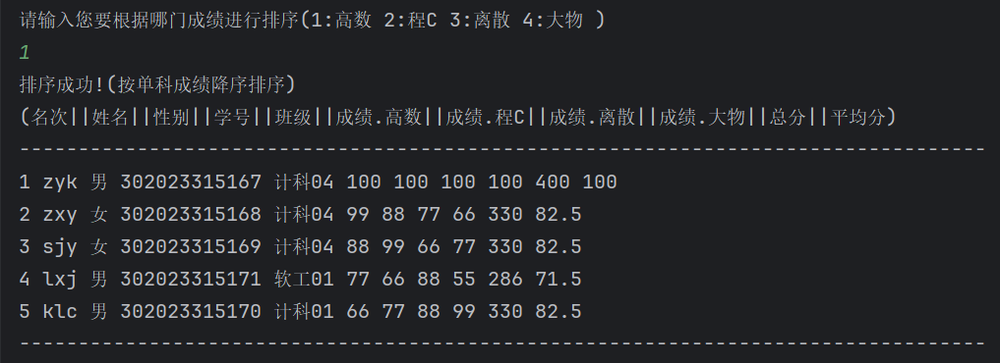 请输入您要根据哪门成绩进行排序(1:高数 2:程C 3:离散 4:大物 )
1
排序成功!(按单科成绩降序排序)
(名次||姓名||性别||学号||班级||成绩.高数||成绩.程C||成绩.离散||成绩.大物||总分||平均分)
----------------------------------------------------------------------------------
1 zyk 男 302023315167 计科04 100 100 100 100 400 100
2 zxy 女 302023315168 计科04 99 88 77 66 330 82.5
3 sjy 女 302023315169 计科04 88 99 66 77 330 82.5
4 lxj 男 302023315171 软工01 77 66 88 55 286 71.5
5 klc 男 302023315170 计科01 66 77 88 99 330 82.5
----------------------------------------------------------------------------------